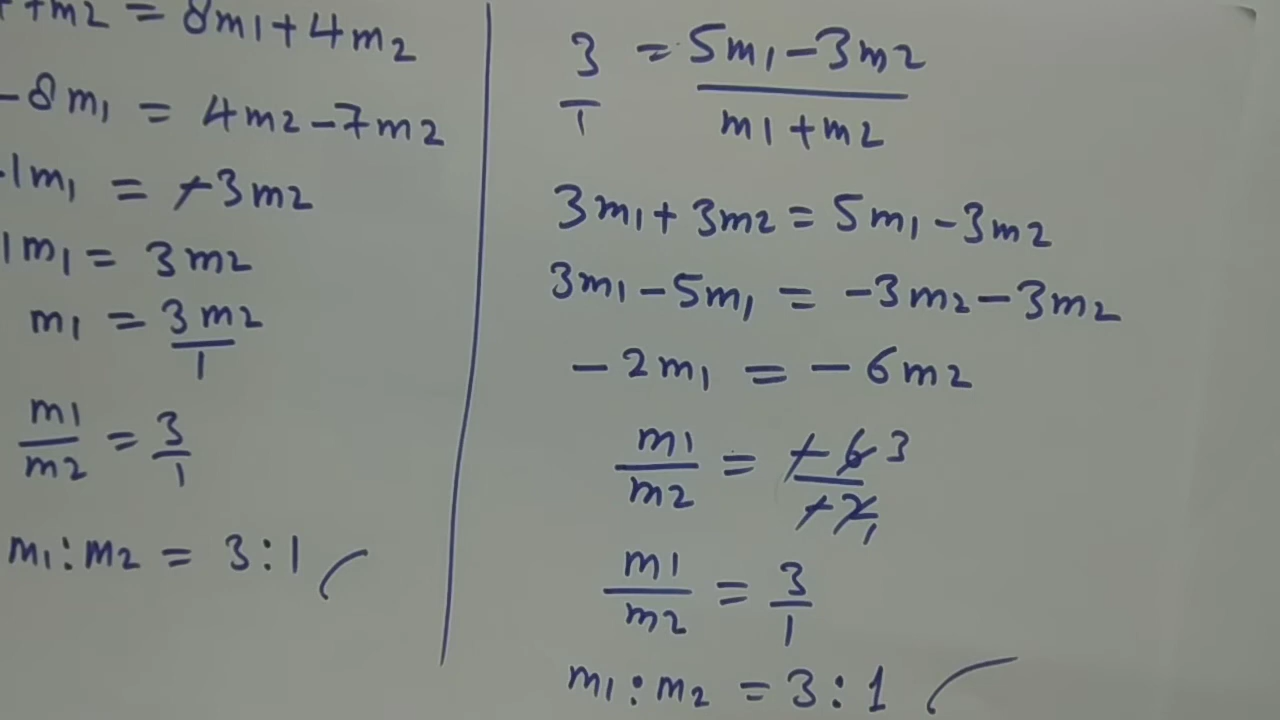 +m2 = 8m1+4m2
-8m1 = 4m2-7m2
-1m1 = -3m2
1m1 = 3m2
m1 = 3m2
1
m1 = 3
m2 1
m1:m2 = 3:1
3 = 5m1-3m2
1 m1+m2
3m1+3m2=5m1-3m2
3m1-5m1 = -3m2-3m2
-2m1 = -6m2
m1 = -6 3
m2 -2 1
m1 = 3
m2 1
m1:m2 = 3:1